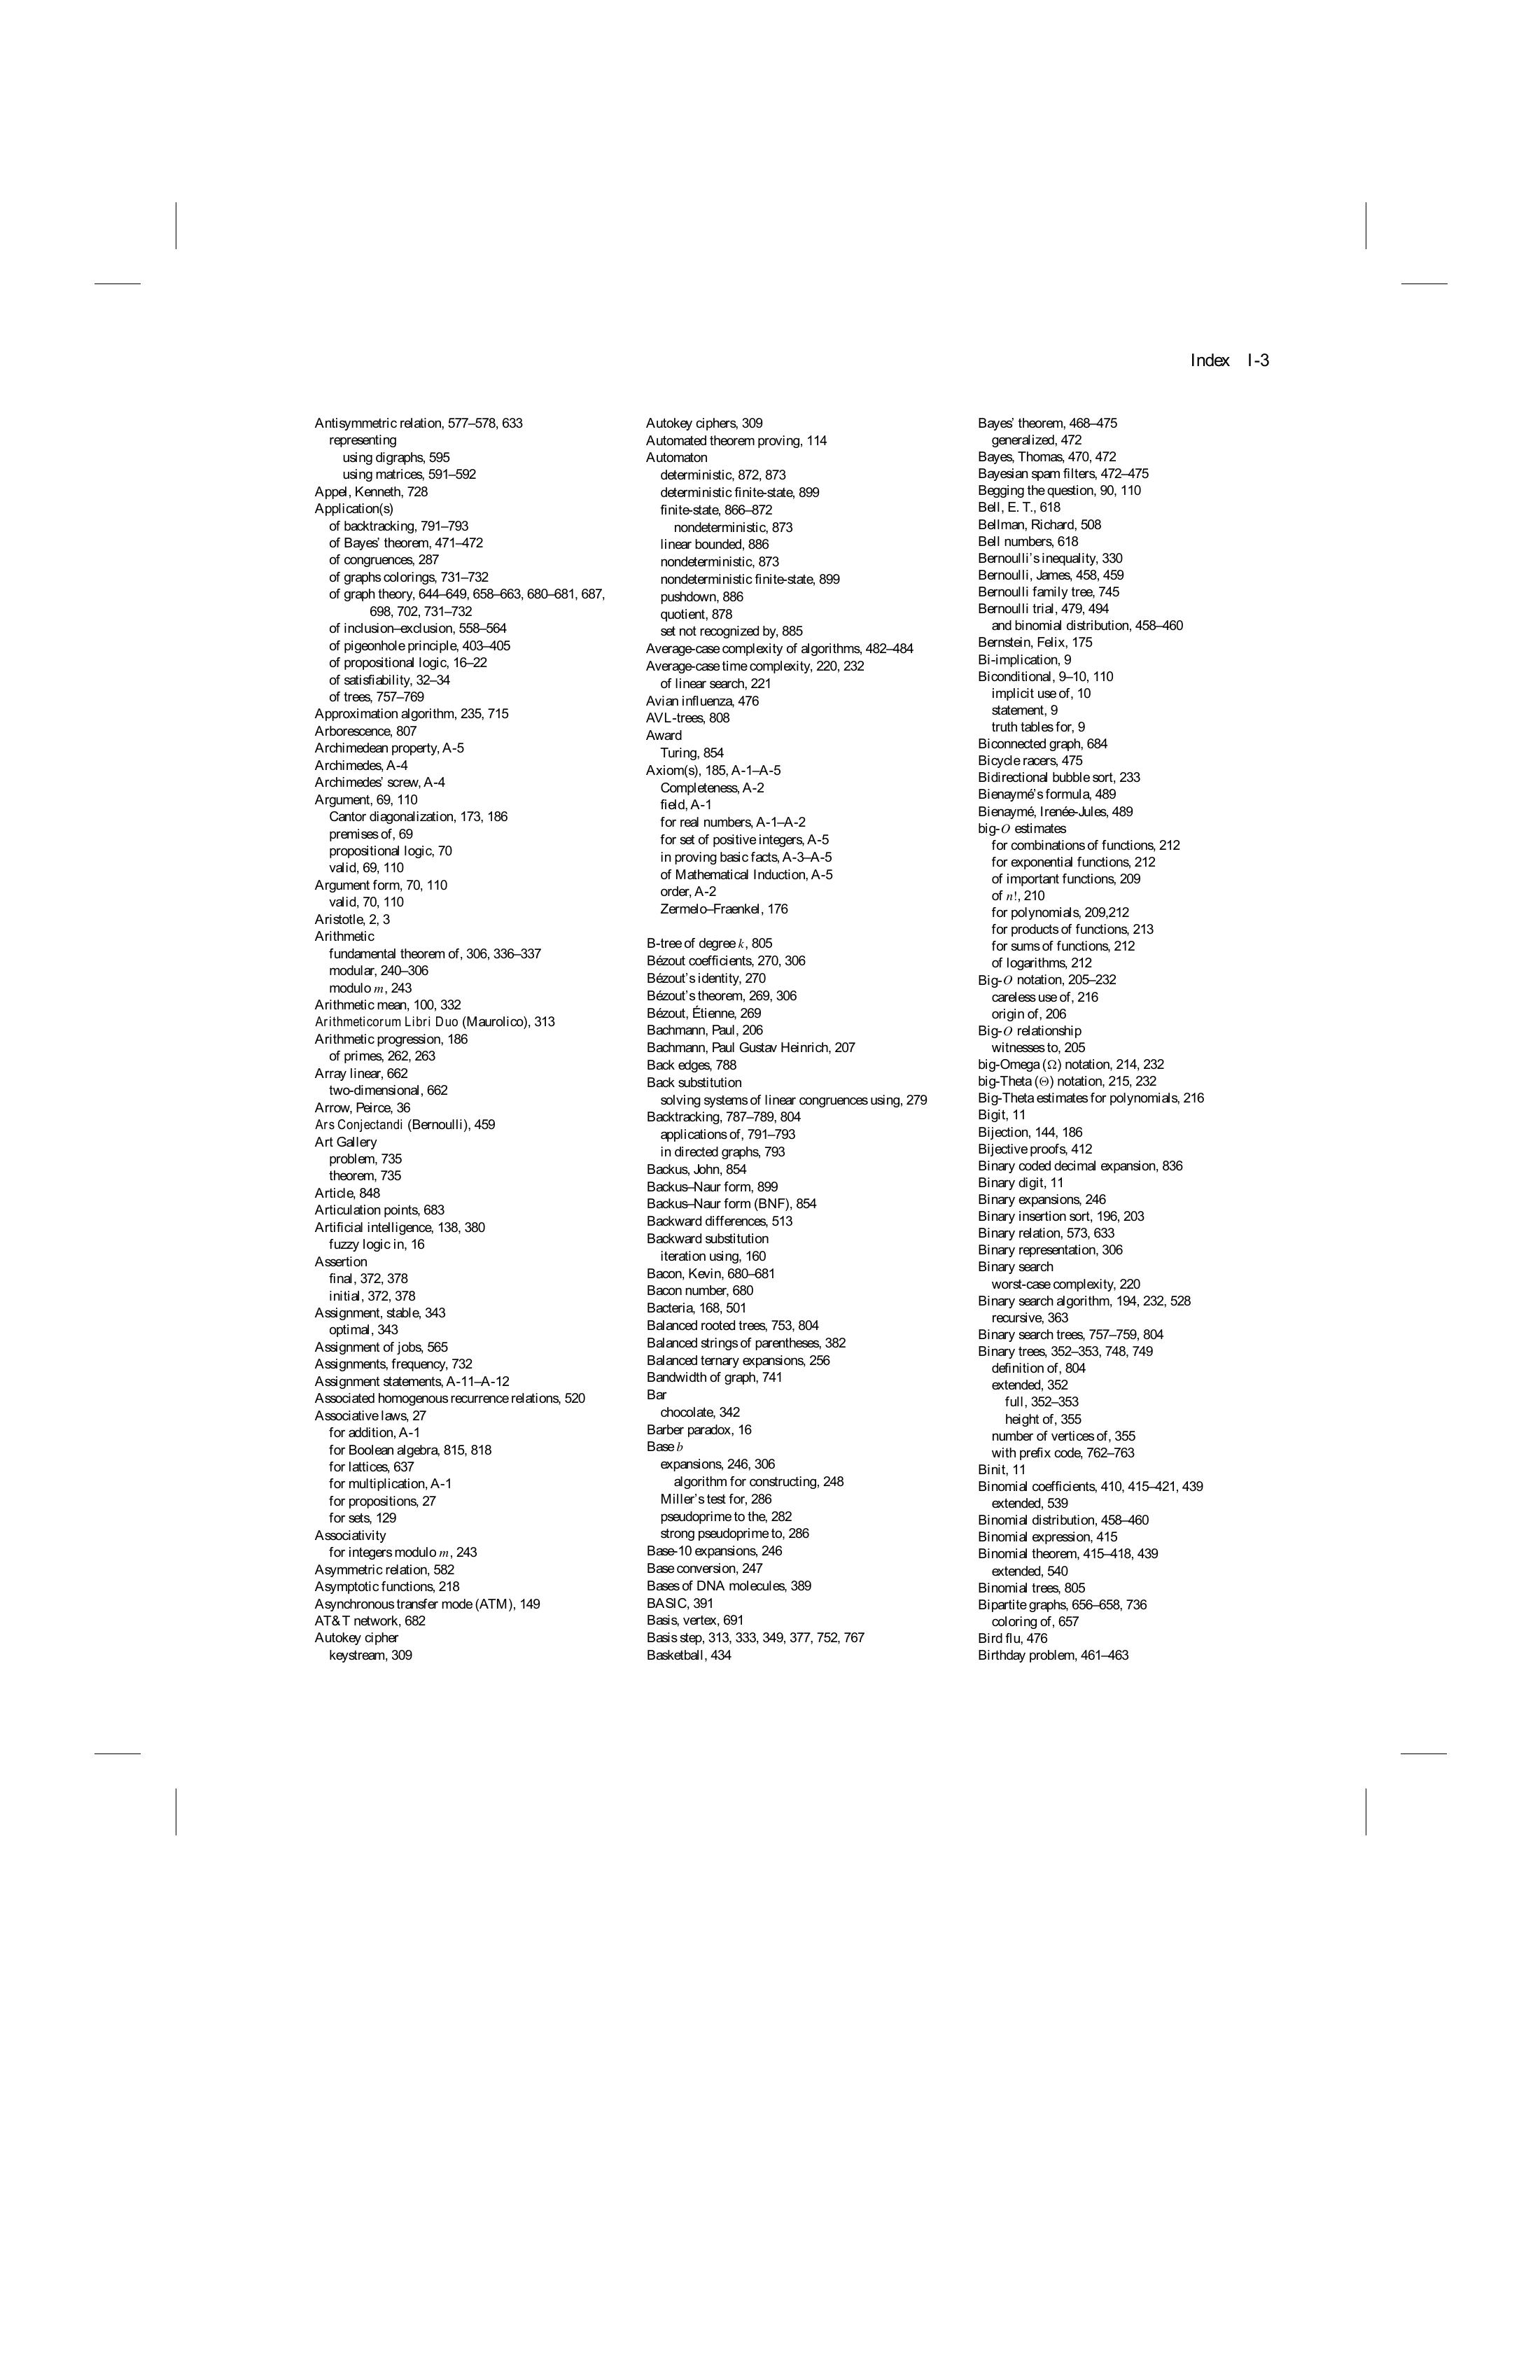 Index I-3
Antisymmetric relation, 577–578, 633
representing
using digraphs, 595
using matrices, 591–592
Appel, Kenneth, 728
Application(s)
of backtracking, 791–793
of Bayes’ theorem, 471–472
of congruences, 287
of graphs colorings, 731–732
of graph theory, 644–649, 658–663, 680–681, 687,
698, 702, 731–732
of inclusion–exclusion, 558–564
of pigeonhole principle, 403–405
of propositional logic, 16–22
of satisfiability, 32–34
of trees, 757–769
Approximation algorithm, 235, 715
Arborescence, 807
Archimedean property, A-5
Archimedes, A-4
Archimedes’ screw, A-4
Argument, 69, 110
Cantor diagonalization, 173, 186
premises of, 69
propositional logic, 70
valid, 69, 110
Argument form, 70, 110
valid, 70, 110
Aristotle, 2, 3
Arithmetic
fundamental theorem of, 306, 336–337
modular, 240–306
modulo m, 243
Arithmetic mean, 100, 332
Arithmeticorum Libri Duo (Maurolico), 313
Arithmetic progression, 186
of primes, 262, 263
Array linear, 662
two-dimensional, 662
Arrow, Peirce, 36
Ars Conjectandi (Bernoulli), 459
Art Gallery
problem, 735
theorem, 735
Article, 848
Articulation points, 683
Artificial intelligence, 138, 380
fuzzy logic in, 16
Assertion
final, 372, 378
initial, 372, 378
Assignment, stable, 343
optimal, 343
Assignment of jobs, 565
Assignments, frequency, 732
Assignment statements, A-11–A-12
Associated homogenous recurrence relations, 520
Associative laws, 27
for addition, A-1
for Boolean algebra, 815, 818
for lattices, 637
for multiplication, A-1
for propositions, 27
for sets, 129
Associativity
for integers modulo m, 243
Asymmetric relation, 582
Asymptotic functions, 218
Asynchronous transfer mode (ATM), 149
AT&T network, 682
Autokey cipher
keystream, 309
Autokey ciphers, 309
Automated theorem proving, 114
Automaton
deterministic, 872, 873
deterministic finite-state, 899
finite-state, 866–872
nondeterministic, 873
linear bounded, 886
nondeterministic, 873
nondeterministic finite-state, 899
pushdown, 886
quotient, 878
set not recognized by, 885
Average-case complexity of algorithms, 482–484
Average-case time complexity, 220, 232
of linear search, 221
Avian influenza, 476
AVL-trees, 808
Award
Turing, 854
Axiom(s), 185, A-1–A-5
Completeness, A-2
field, A-1
for real numbers, A-1–A-2
for set of positive integers, A-5
in proving basic facts, A-3–A-5
of Mathematical Induction, A-5
order, A-2
Zermelo–Fraenkel, 176
B-tree of degree k, 805
Bézout coefficients, 270, 306
Bézout’s identity, 270
Bézout’s theorem, 269, 306
Bézout, Étienne, 269
Bachmann, Paul, 206
Bachmann, Paul Gustav Heinrich, 207
Back edges, 788
Back substitution
solving systems of linear congruences using, 279
Backtracking, 787–789, 804
applications of, 791–793
in directed graphs, 793
Backus, John, 854
Backus–Naur form, 899
Backus–Naur form (BNF), 854
Backward differences, 513
Backward substitution
iteration using, 160
Bacon, Kevin, 680–681
Bacon number, 680
Bacteria, 168, 501
Balanced rooted trees, 753, 804
Balanced strings of parentheses, 382
Balanced ternary expansions, 256
Bandwidth of graph, 741
Bar
chocolate, 342
Barber paradox, 16
Base b
expansions, 246, 306
algorithm for constructing, 248
Miller’s test for, 286
pseudoprime to the, 282
strong pseudoprime to, 286
Base-10 expansions, 246
Base conversion, 247
Bases of DNA molecules, 389
BASIC, 391
Basis, vertex, 691
Basis step, 313, 333, 349, 377, 752, 767
Basketball, 434
Bayes’ theorem, 468–475
generalized, 472
Bayes, Thomas, 470, 472
Bayesian spam filters, 472–475
Begging the question, 90, 110
Bell, E. T., 618
Bellman, Richard, 508
Bell numbers, 618
Bernoulli’s inequality, 330
Bernoulli, James, 458, 459
Bernoulli family tree, 745
Bernoulli trial, 479, 494
and binomial distribution, 458–460
Bernstein, Felix, 175
Bi-implication, 9
Biconditional, 9–10, 110
implicit use of, 10
statement, 9
truth tables for, 9
Biconnected graph, 684
Bicycle racers, 475
Bidirectional bubble sort, 233
Bienaymé’s formula, 489
Bienaymé, Irenée-Jules, 489
big-O estimates
for combinations of functions, 212
for exponential functions, 212
of important functions, 209
of n!, 210
for polynomials, 209,212
for products of functions, 213
for sums of functions, 212
of logarithms, 212
Big-O notation, 205–232
careless use of, 216
origin of, 206
Big-O relationship
witnesses to, 205
big-Omega (Ω) notation, 214, 232
big-Theta (Θ) notation, 215, 232
Big-Theta estimates for polynomials, 216
Bigit, 11
Bijection, 144, 186
Bijective proofs, 412
Binary coded decimal expansion, 836
Binary digit, 11
Binary expansions, 246
Binary insertion sort, 196, 203
Binary relation, 573, 633
Binary representation, 306
Binary search
worst-case complexity, 220
Binary search algorithm, 194, 232, 528
recursive, 363
Binary search trees, 757–759, 804
Binary trees, 352–353, 748, 749
definition of, 804
extended, 352
full, 352–353
height of, 355
number of vertices of, 355
with prefix code, 762–763
Binit, 11
Binomial coefficients, 410, 415–421, 439
extended, 539
Binomial distribution, 458–460
Binomial expression, 415
Binomial theorem, 415–418, 439
extended, 540
Binomial trees, 805
Bipartite graphs, 656–658, 736
coloring of, 657
Bird flu, 476
Birthday problem, 461–463